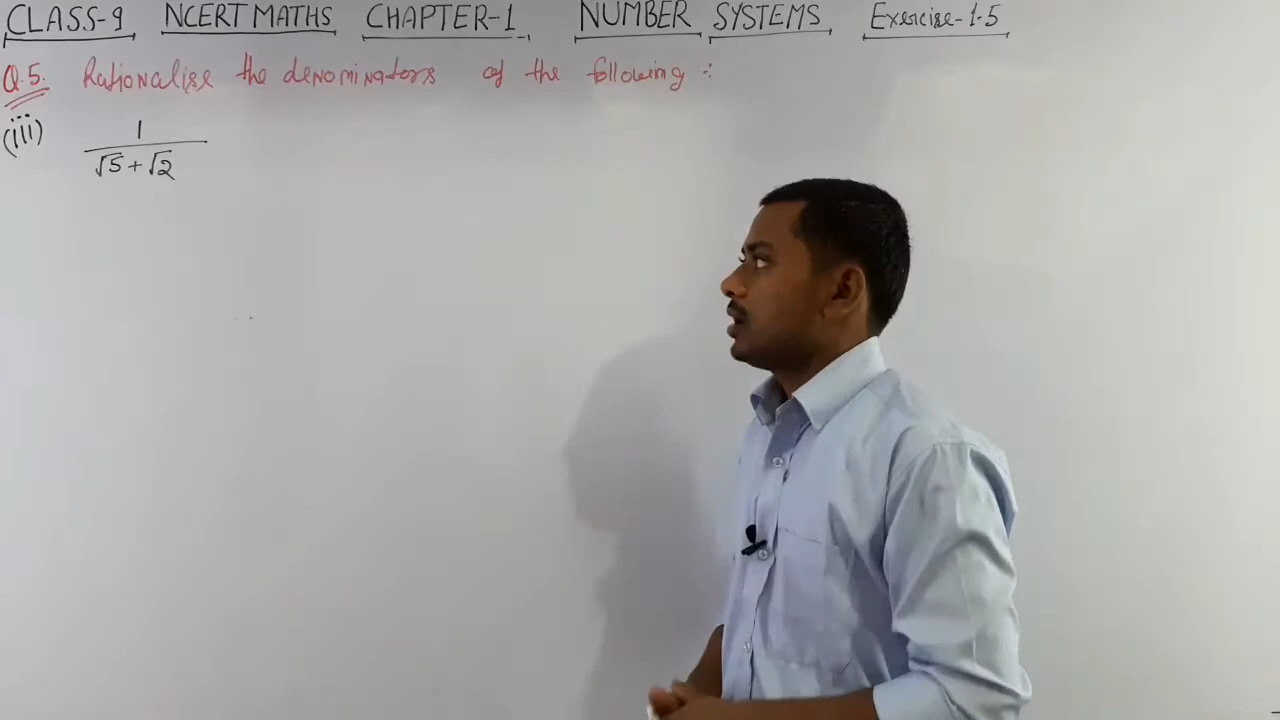 CLASS-9 NCERT MATHS CHAPTER-1 NUMBER SYSTEMS Exercise-1.5
Q.5. Rationalise the denominators of the following :
(iii) 1
√5+√2